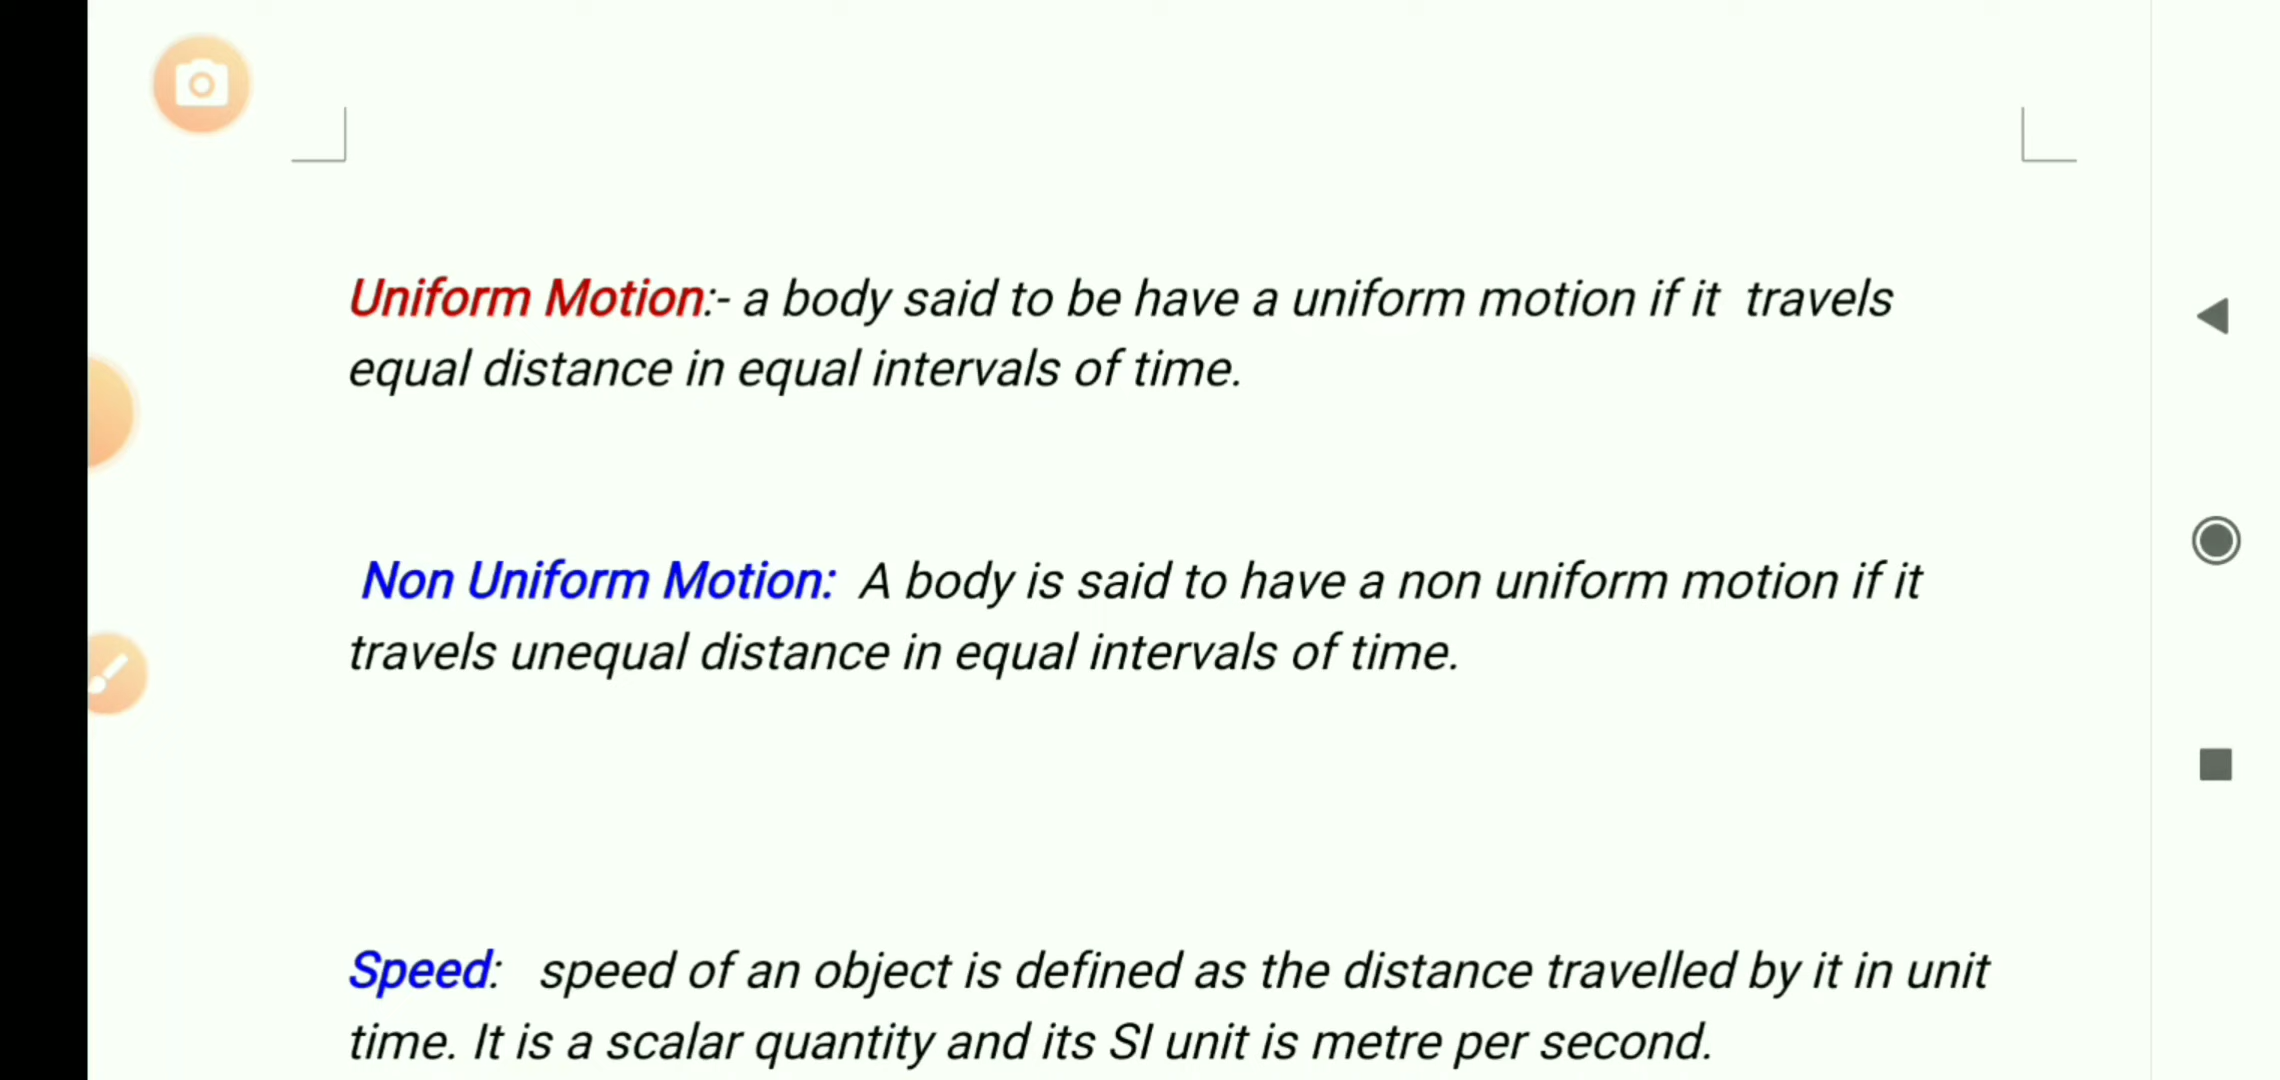 Uniform Motion:- a body said to be have a uniform motion if it travels
equal distance in equal intervals of time.
Non Uniform Motion: A body is said to have a non uniform motion if it
travels unequal distance in equal intervals of time.
Speed: speed of an object is defined as the distance travelled by it in unit
time. It is a scalar quantity and its SI unit is metre per second.